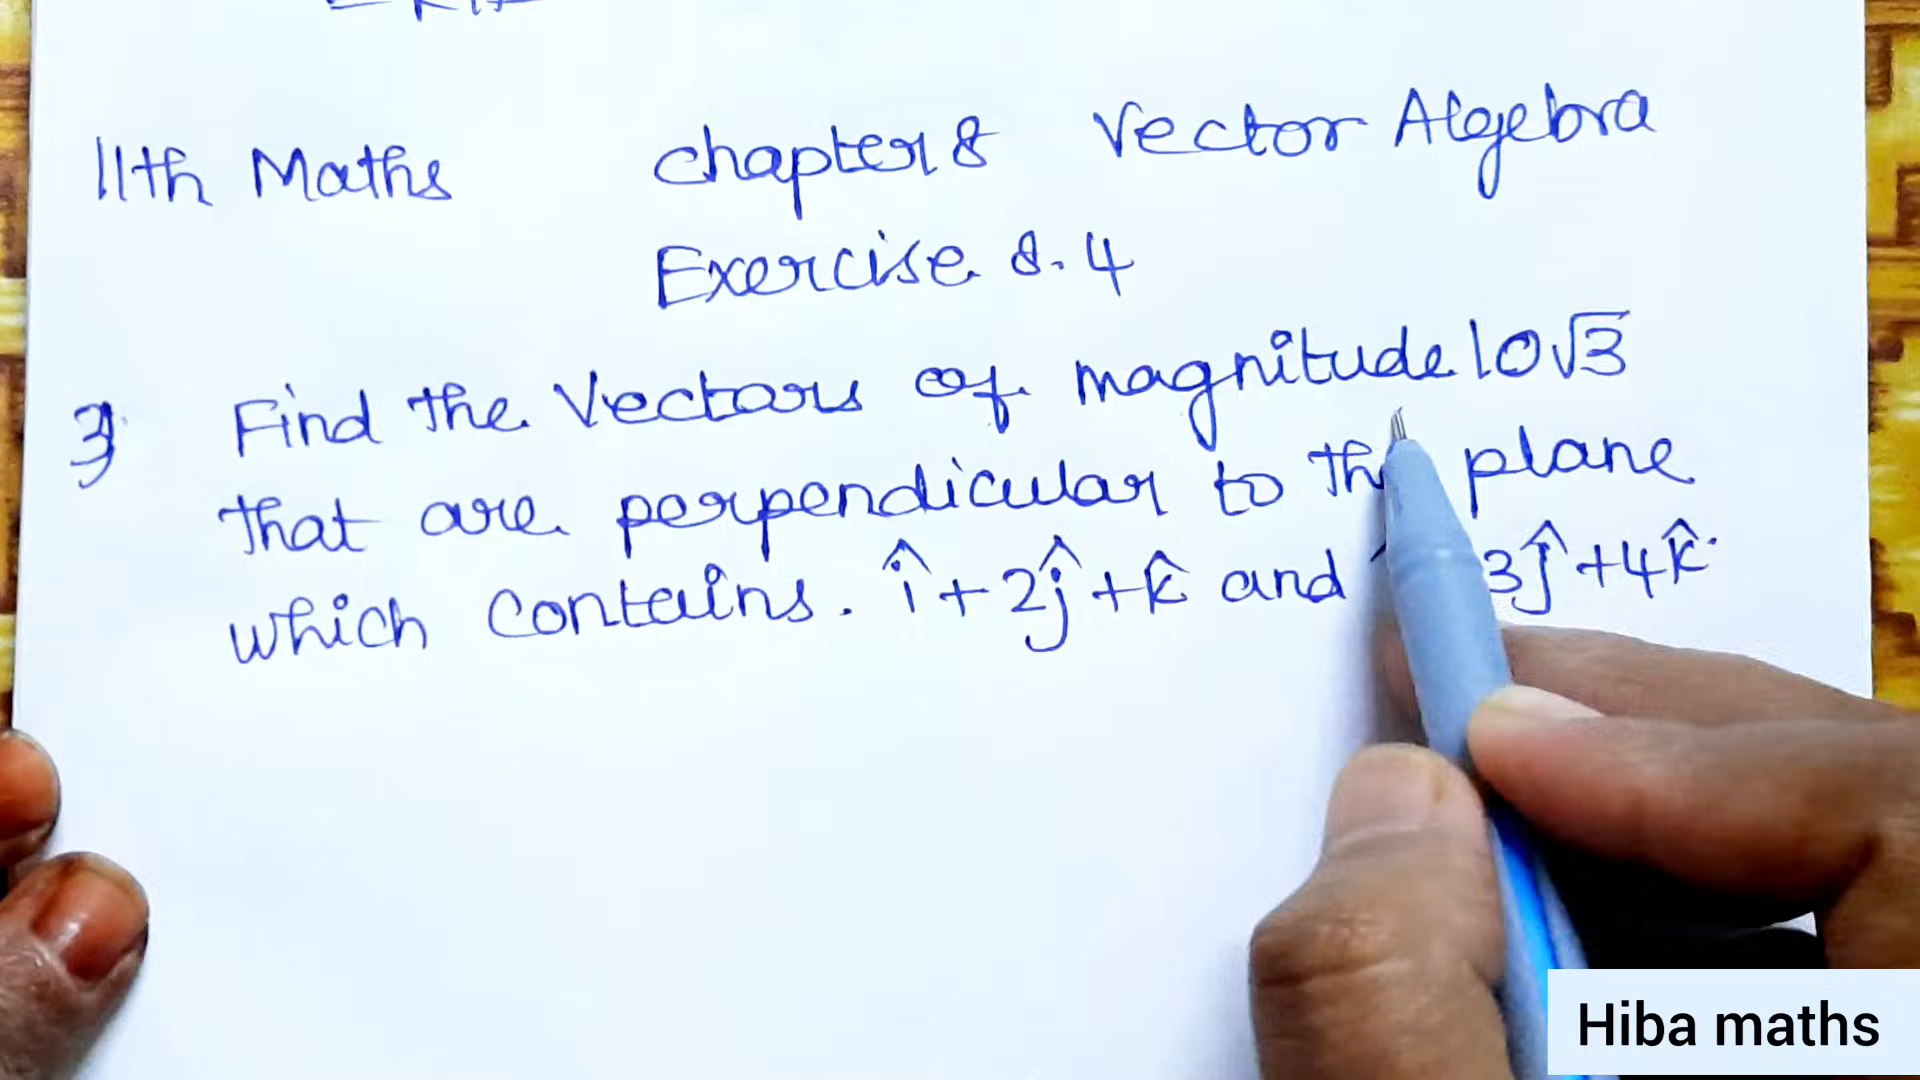 11th Maths chapter 8 Vector Algebra
Exercise 8.4
3) Find the vectors of magnitude 10√3
that are perpendicular to plane
which contains. î+2ĵ+k̂ and 3ĵ+4k̂.
Hiba maths